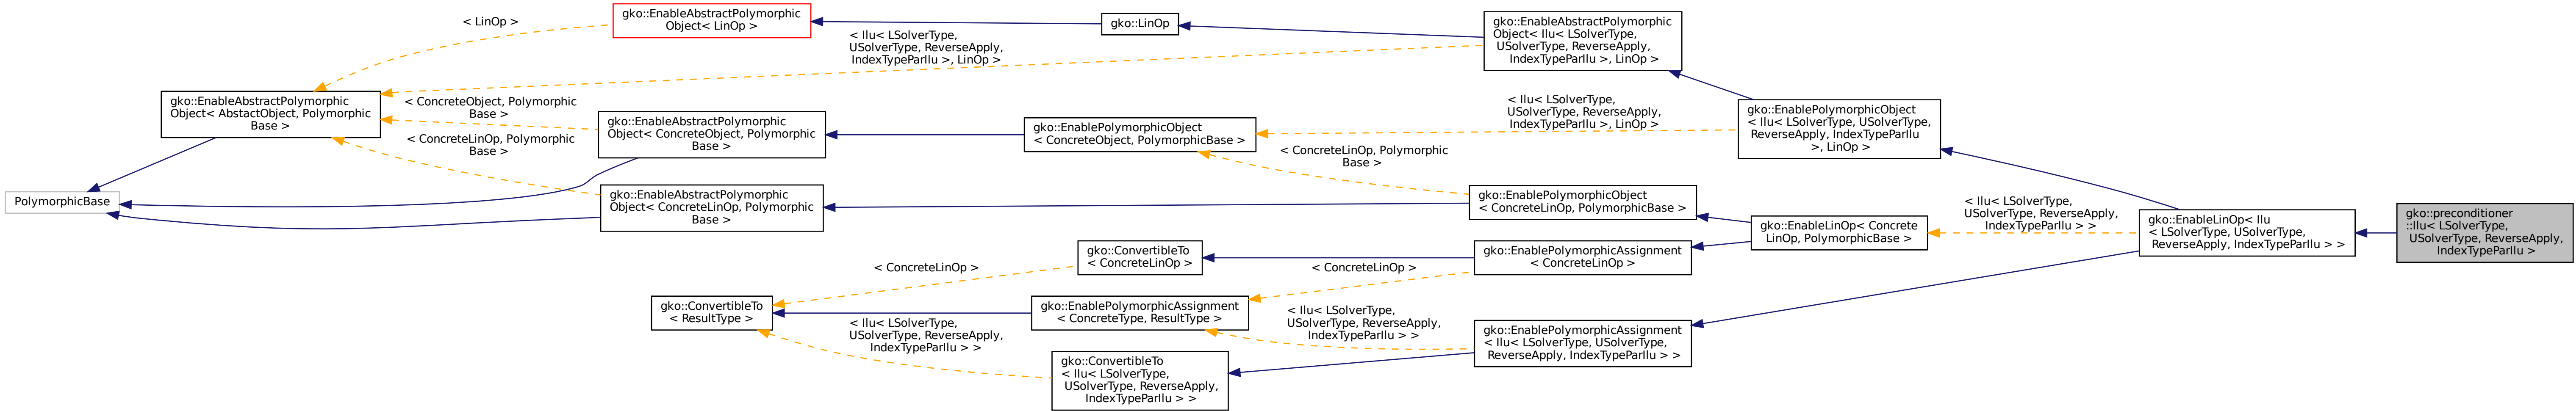 PolymorphicBase
gko::EnableAbstractPolymorphic
Object< AbstactObject, Polymorphic
Base >
< LinOp >
gko::EnableAbstractPolymorphic
Object< LinOp >
gko::LinOp
< Ilu< LSolverType,
USolverType, ReverseApply,
IndexTypeParIlu >, LinOp >
gko::EnableAbstractPolymorphic
Object< Ilu< LSolverType,
USolverType, ReverseApply,
IndexTypeParIlu >, LinOp >
< ConcreteObject, Polymorphic
Base >
gko::EnableAbstractPolymorphic
Object< ConcreteObject, Polymorphic
Base >
< ConcreteLinOp, Polymorphic
Base >
gko::EnableAbstractPolymorphic
Object< ConcreteLinOp, Polymorphic
Base >
gko::EnablePolymorphicObject
< ConcreteObject, PolymorphicBase >
< Ilu< LSolverType,
USolverType, ReverseApply,
IndexTypeParIlu >, LinOp >
gko::EnablePolymorphicObject
< Ilu< LSolverType, USolverType,
ReverseApply, IndexTypeParIlu
>, LinOp >
< ConcreteLinOp, Polymorphic
Base >
gko::EnablePolymorphicObject
< ConcreteLinOp, PolymorphicBase >
gko::EnableLinOp< Concrete
LinOp, PolymorphicBase >
< Ilu< LSolverType,
USolverType, ReverseApply,
IndexTypeParIlu > >
gko::EnableLinOp< Ilu
< LSolverType, USolverType,
ReverseApply, IndexTypeParIlu > >
gko::preconditioner
::Ilu< LSolverType,
USolverType, ReverseApply,
IndexTypeParIlu >
gko::ConvertibleTo
< ResultType >
< ConcreteLinOp >
gko::ConvertibleTo
< ConcreteLinOp >
gko::EnablePolymorphicAssignment
< ConcreteLinOp >
gko::EnablePolymorphicAssignment
< ConcreteType, ResultType >
< ConcreteLinOp >
< Ilu< LSolverType,
USolverType, ReverseApply,
IndexTypeParIlu > >
gko::ConvertibleTo
< Ilu< LSolverType,
USolverType, ReverseApply,
IndexTypeParIlu > >
< Ilu< LSolverType,
USolverType, ReverseApply,
IndexTypeParIlu > >
gko::EnablePolymorphicAssignment
< Ilu< LSolverType, USolverType,
ReverseApply, IndexTypeParIlu > >